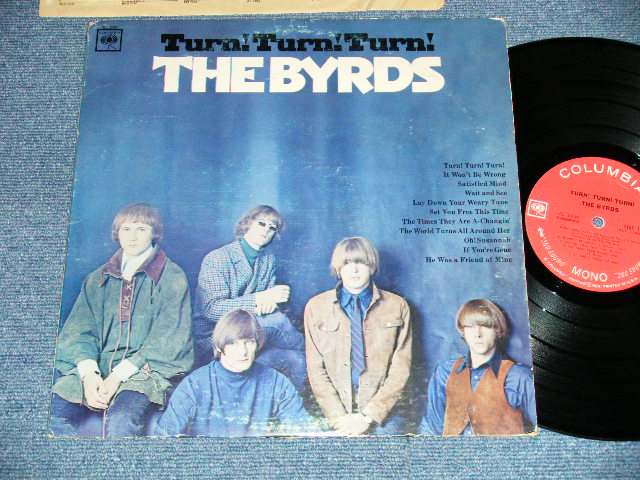 Turn! Turn! Turn!
THE BYRDS
Turn! Turn! Turn!
It Won't Be Wrong
Satisfied Mind
Wait and See
Lay Down Your Weary Tune
Set You Free This Time
The Times They Are A-Changin'
The World Turns All Around Her
Oh! Susannah
If You're Gone
He Was a Friend of Mine
COLUMBIA
TURN! TURN! TURN!
THE BYRDS
MONO